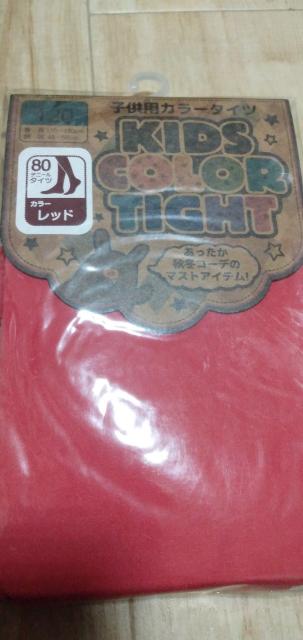 120
子供用カラータイツ
KIDS
COLOR
TIGHT
80
デニール
タイツ
カラー
レッド
あったか
秋冬コーデの
マストアイテム!